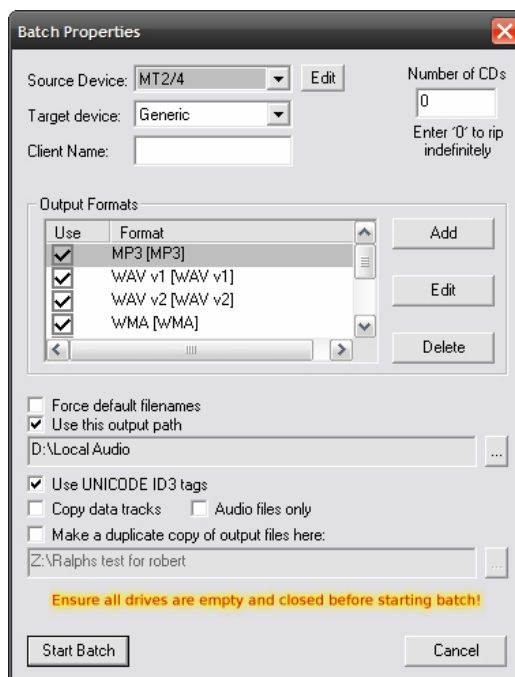 Batch Properties
Source Device: MT2/4 Edit
Number of CDs
0
Target device: Generic
Enter '0' to rip
indefinitely
Client Name:
Output Formats
Use Format
MP3 [MP3]
WAV v1 [WAV v1]
WAV v2 [WAV v2]
WMA [WMA]
Add
Edit
Delete
Force default filenames
Use this output path
D:\Local Audio ...
Use UNICODE ID3 tags
Copy data tracks Audio files only
Make a duplicate copy of output files here:
Z:\Ralphs test for robert ...
Ensure all drives are empty and closed before starting batch!
Start Batch Cancel